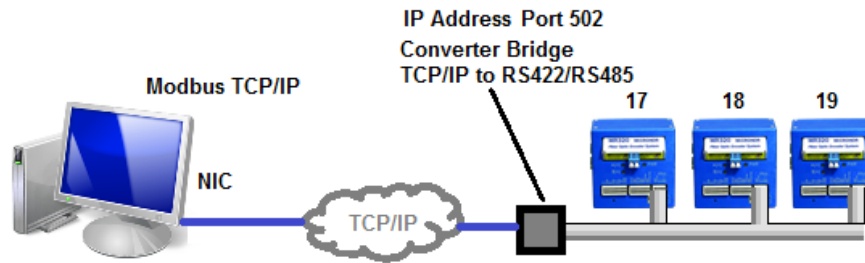 IP Address Port 502
Converter Bridge
TCP/IP to RS422/RS485
Modbus TCP/IP
17 18 19
NIC
TCP/IP